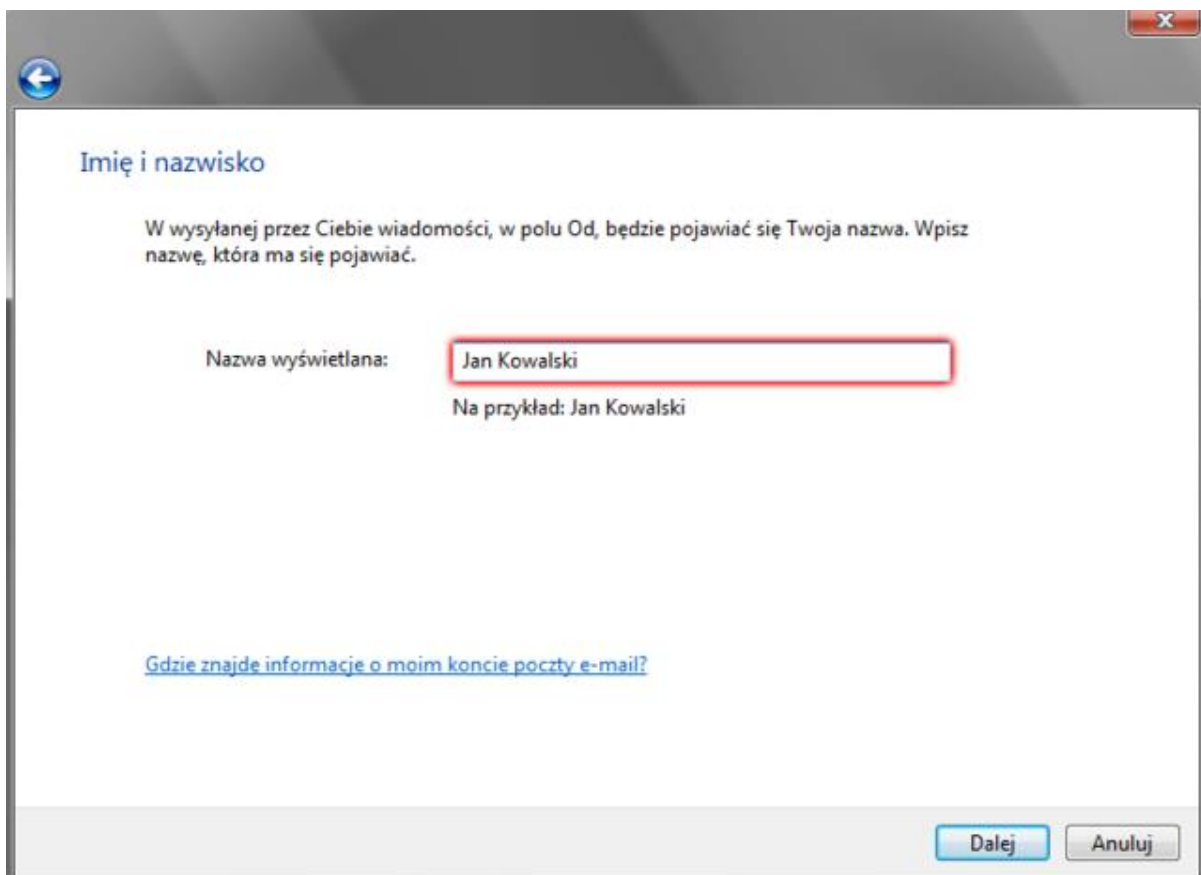 Imię i nazwisko
W wysyłanej przez Ciebie wiadomości, w polu Od, będzie pojawiać się Twoja nazwa. Wpisz
nazwę, która ma się pojawiać.
Nazwa wyświetlana:
Jan Kowalski
Na przykład: Jan Kowalski
Gdzie znajdę informacje o moim koncie poczty e-mail?
Dalej
Anuluj